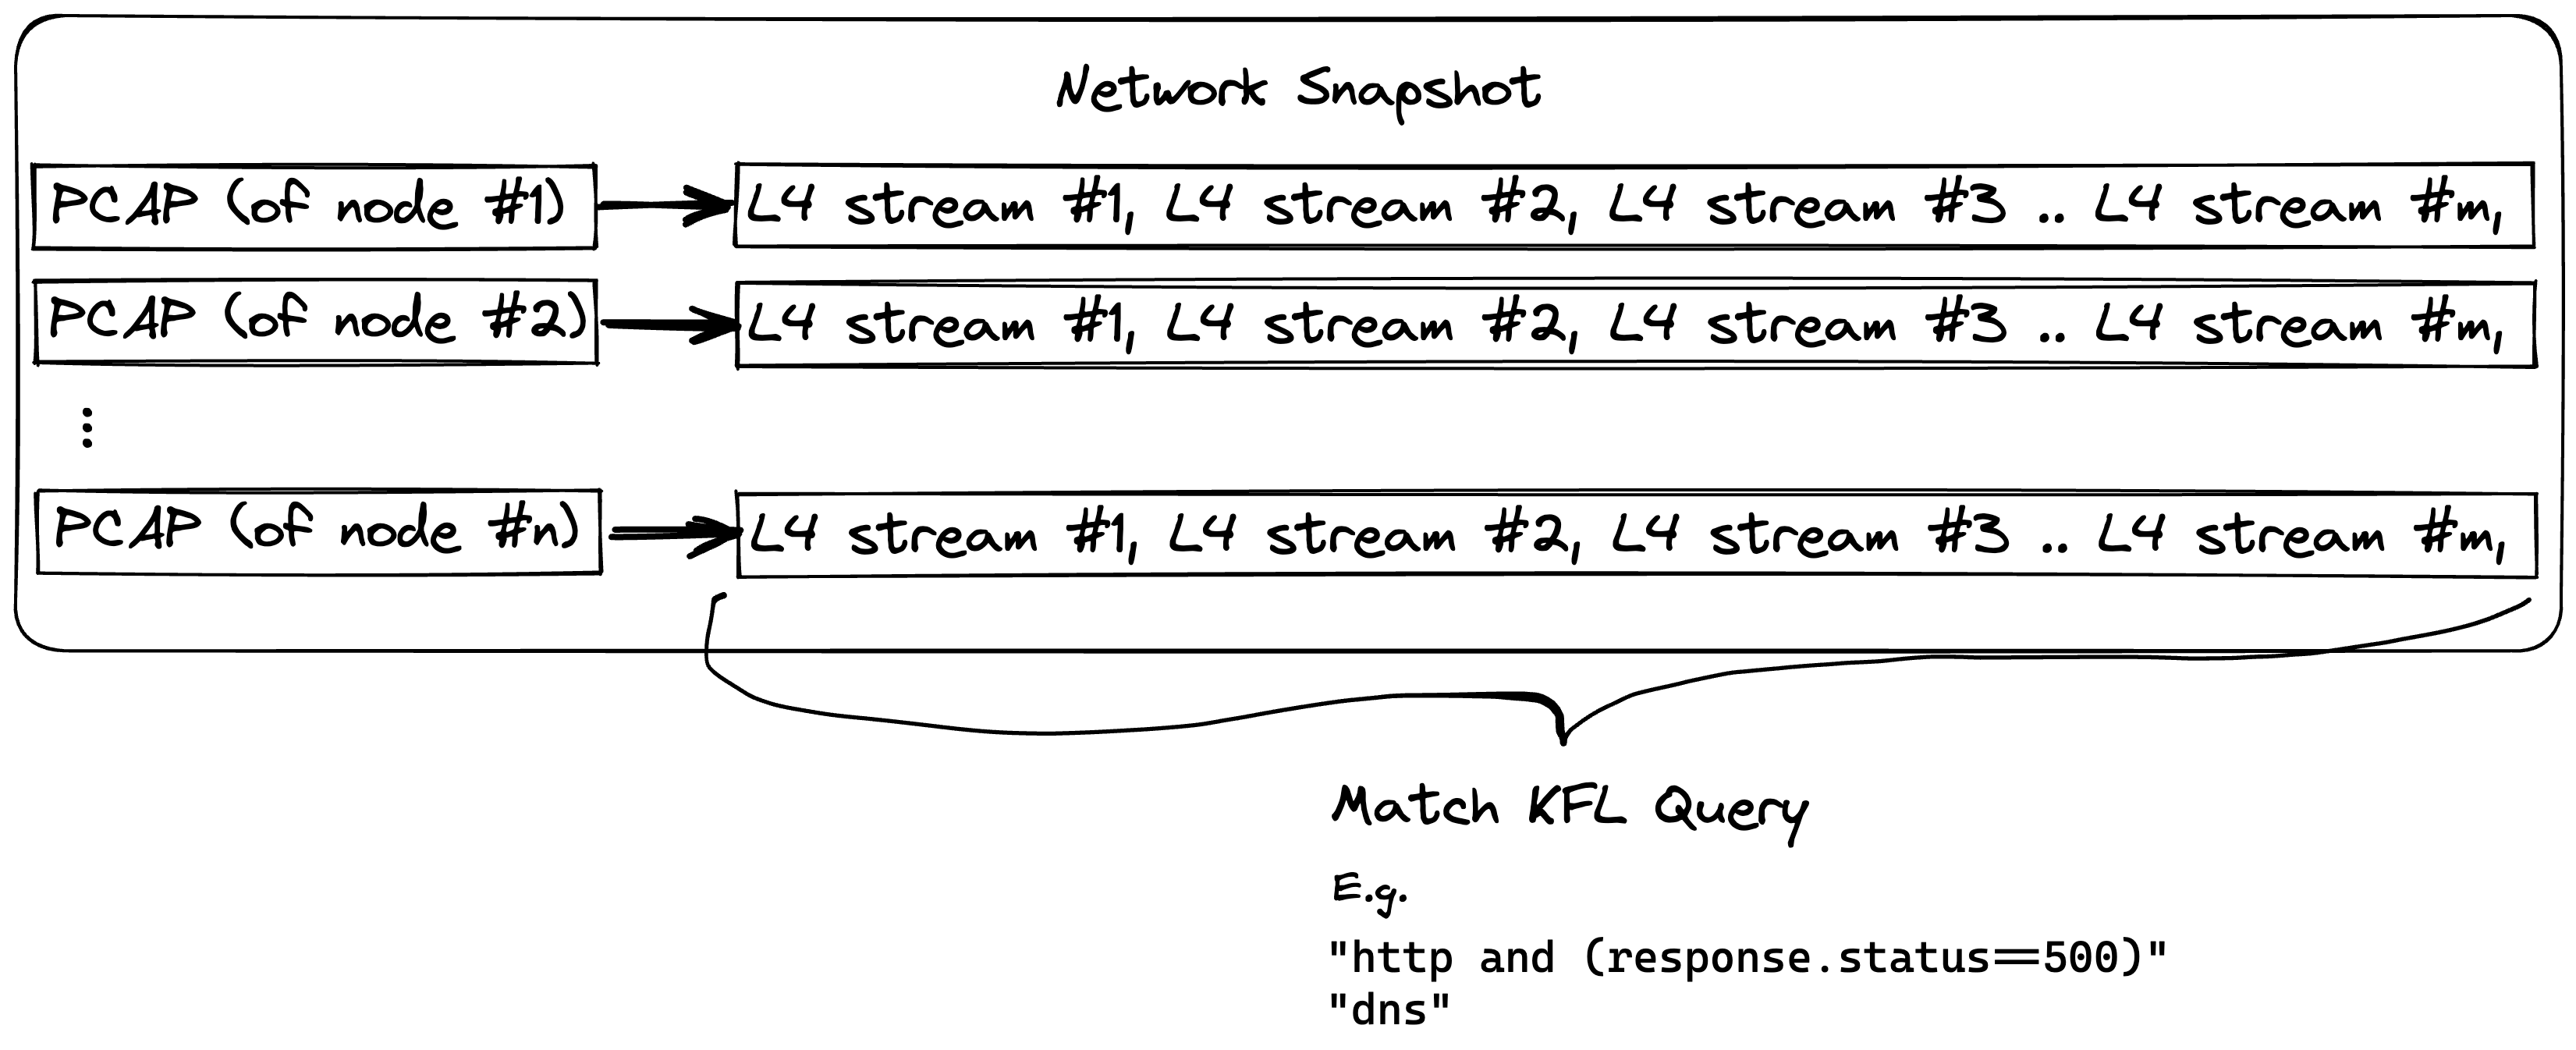 Network Snapshot
PCAP (of node #1)
L4 stream #1, L4 stream #2, L4 stream #3 .. L4 stream #m,
PCAP (of node #2)
L4 stream #1, L4 stream #2, L4 stream #3 .. L4 stream #m,
PCAP (of node #n)
L4 stream #1, L4 stream #2, L4 stream #3 .. L4 stream #m,
Match KFL Query
E.g.
"http and (response.status==500)"
"dns"